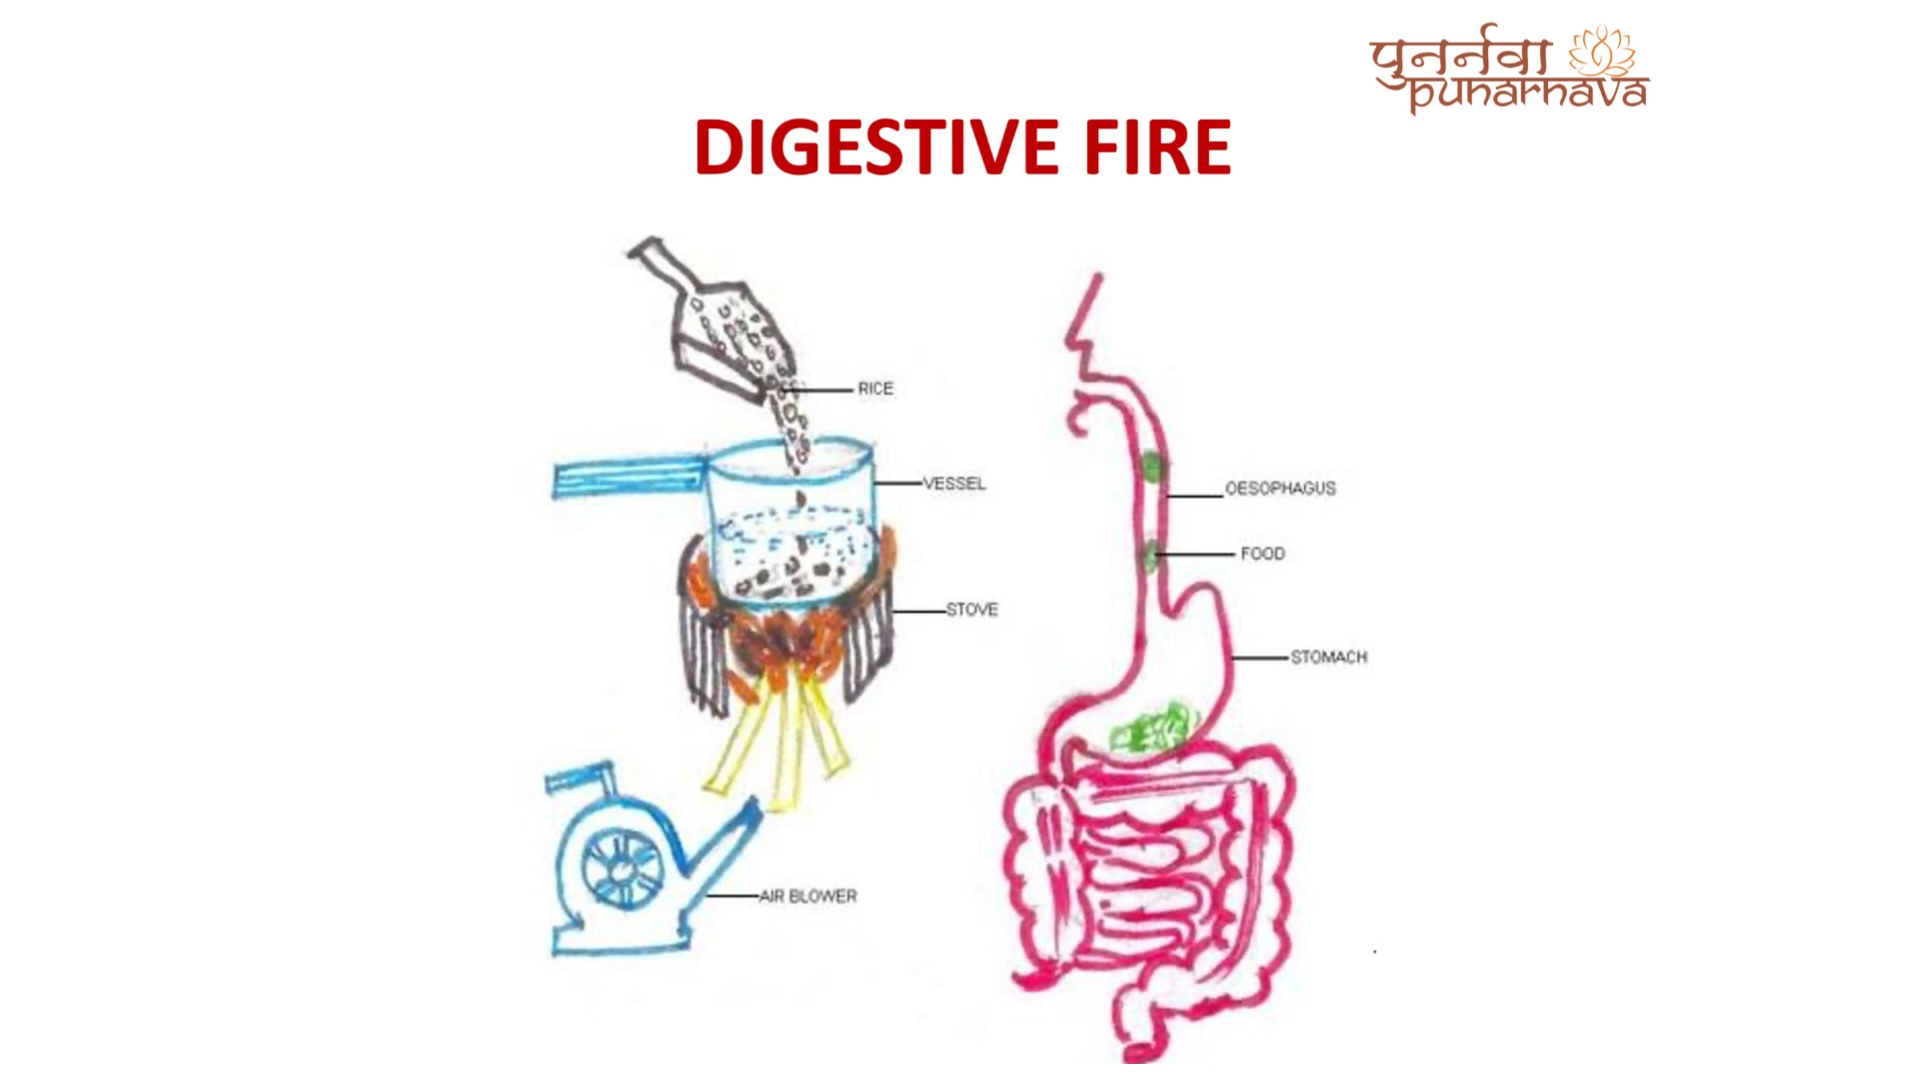 पुनर्नवा
punarnava
DIGESTIVE FIRE
RICE
VESSEL
STOVE
AIR BLOWER
OESOPHAGUS
FOOD
STOMACH